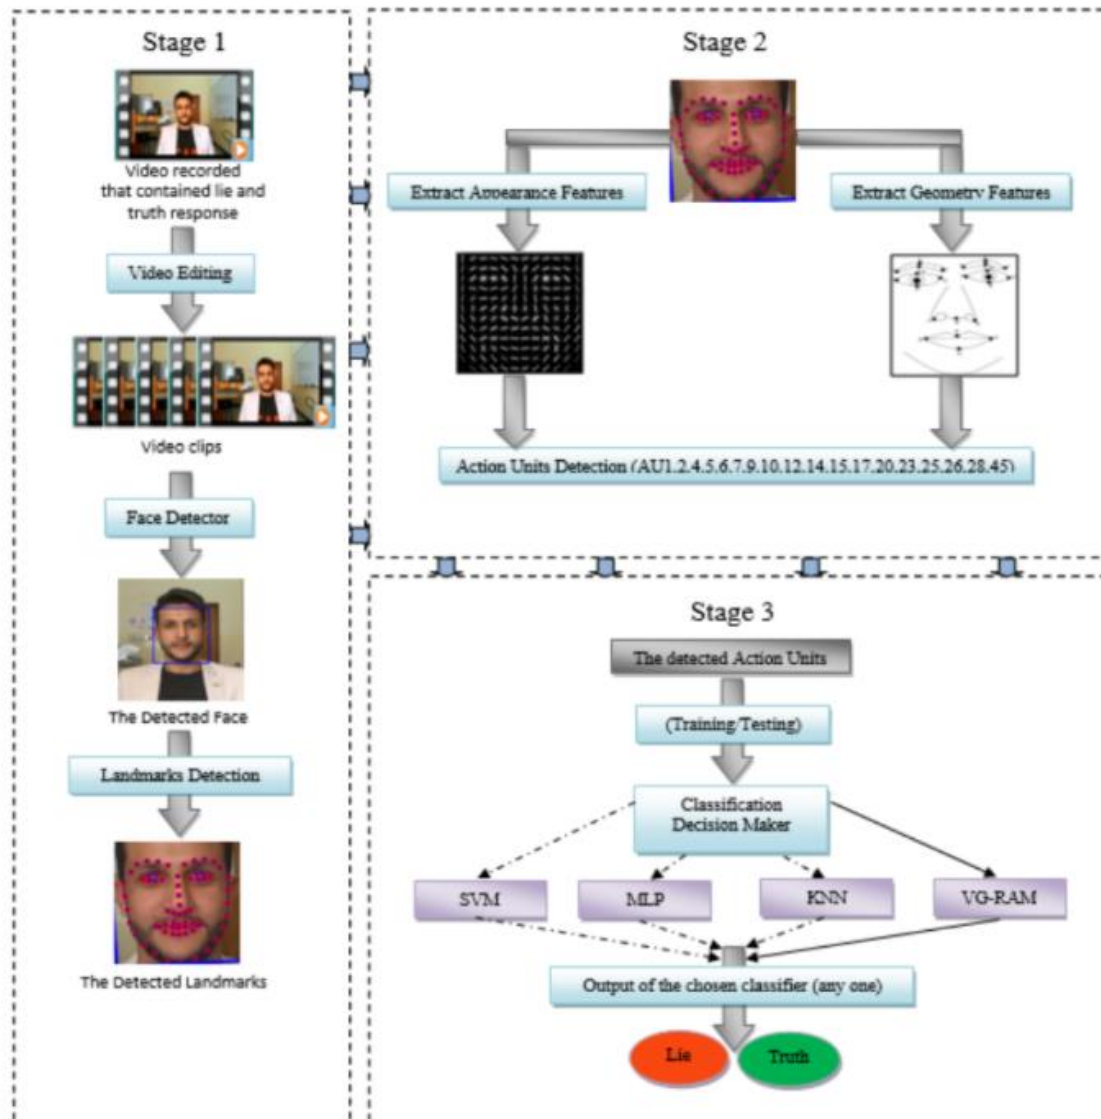 Stage 1
Video recorded
that contained lie and
truth response
Video Editing
Video clips
Face Detector
The Detected Face
Landmarks Detection
The Detected Landmarks
Stage 2
Extract Appearance Features
Extract Geometry Features
Action Units Detection (AU1,2,4,5,6,7,9,10,12,14,15,17,20,23,25,26,28,45)
Stage 3
The detected Action Units
(Training/Testing)
Classification
Decision Maker
SVM
MLP
KNN
VG-RAM
Output of the chosen classifier (any one)
Lie
Truth